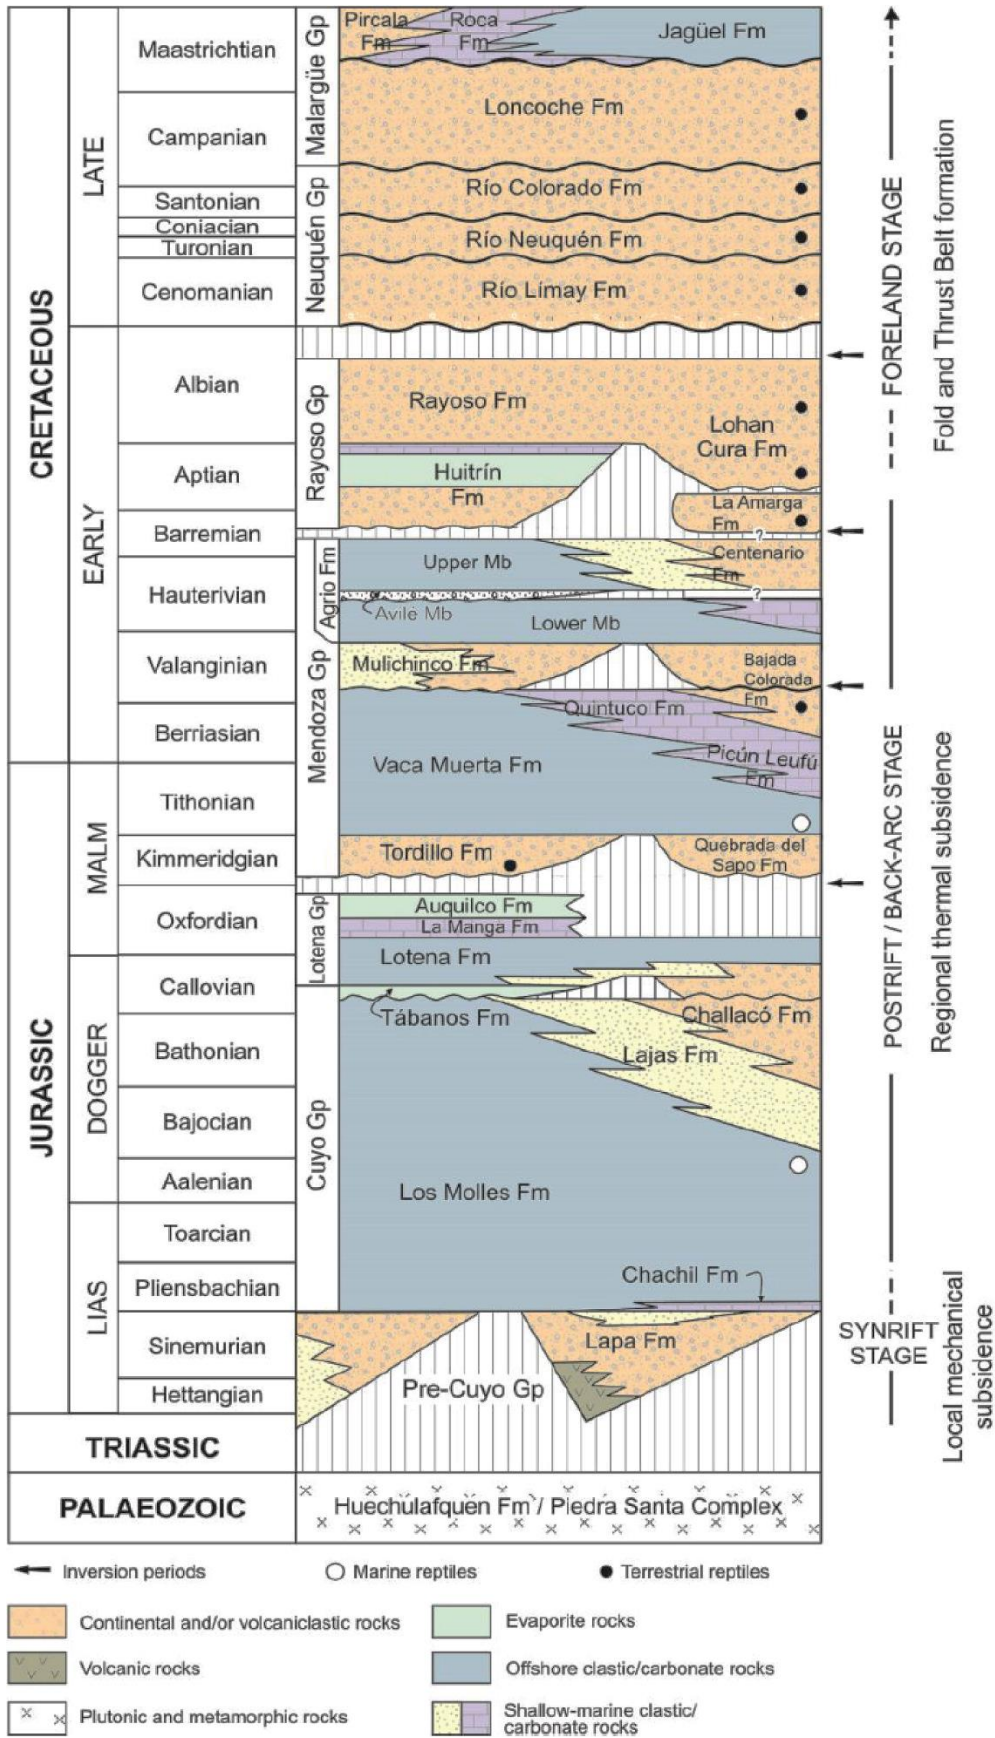 CRETACEOUS
JURASSIC
TRIASSIC
PALAEOZOIC
LATE
EARLY
MALM
DOGGER
LIAS
Maastrichtian
Campanian
Santonian
Coniacian
Turonian
Cenomanian
Albian
Aptian
Barremian
Hauterivian
Valanginian
Berriasian
Tithonian
Kimmeridgian
Oxfordian
Callovian
Bathonian
Bajocian
Aalenian
Toarcian
Pliensbachian
Sinemurian
Hettangian
Malargüe Gp
Neuquén Gp
Rayoso Gp
Agrio Fm
Mendoza Gp
Lotena Gp
Cuyo Gp
Pircala
Fm
Roca
Fm
Jagüel Fm
Loncoche Fm
Río Colorado Fm
Río Neuquén Fm
Río Límay Fm
Rayoso Fm
Lohan
Cura Fm
Huitrín
Fm
La Amarga
Fm
?
Upper Mb
Centenario
Fm
?
Avilé Mb
Lower Mb
Mulichinco Fm
Bajada
Colorada
Fm
Quintuco Fm
Picún Leufú
Fm
Vaca Muerta Fm
Tordillo Fm
Quebrada del
Sapo Fm
Auquilco Fm
La Manga Fm
Lotena Fm
Tábanos Fm
Challacó Fm
Lajas Fm
Los Molles Fm
Chachil Fm
Lapa Fm
Pre-Cuyo Gp
Huechulafquen Fm / Piedra Santa Complex
FORELAND STAGE
Fold and Thrust Belt formation
POSTRIFT / BACK-ARC STAGE
Regional thermal subsidence
SYNRIFT
STAGE
Local mechanical
subsidence
Inversion periods
Marine reptiles
Terrestrial reptiles
Continental and/or volcaniclastic rocks
Evaporite rocks
Volcanic rocks
Offshore clastic/carbonate rocks
Plutonic and metamorphic rocks
Shallow-marine clastic/
carbonate rocks